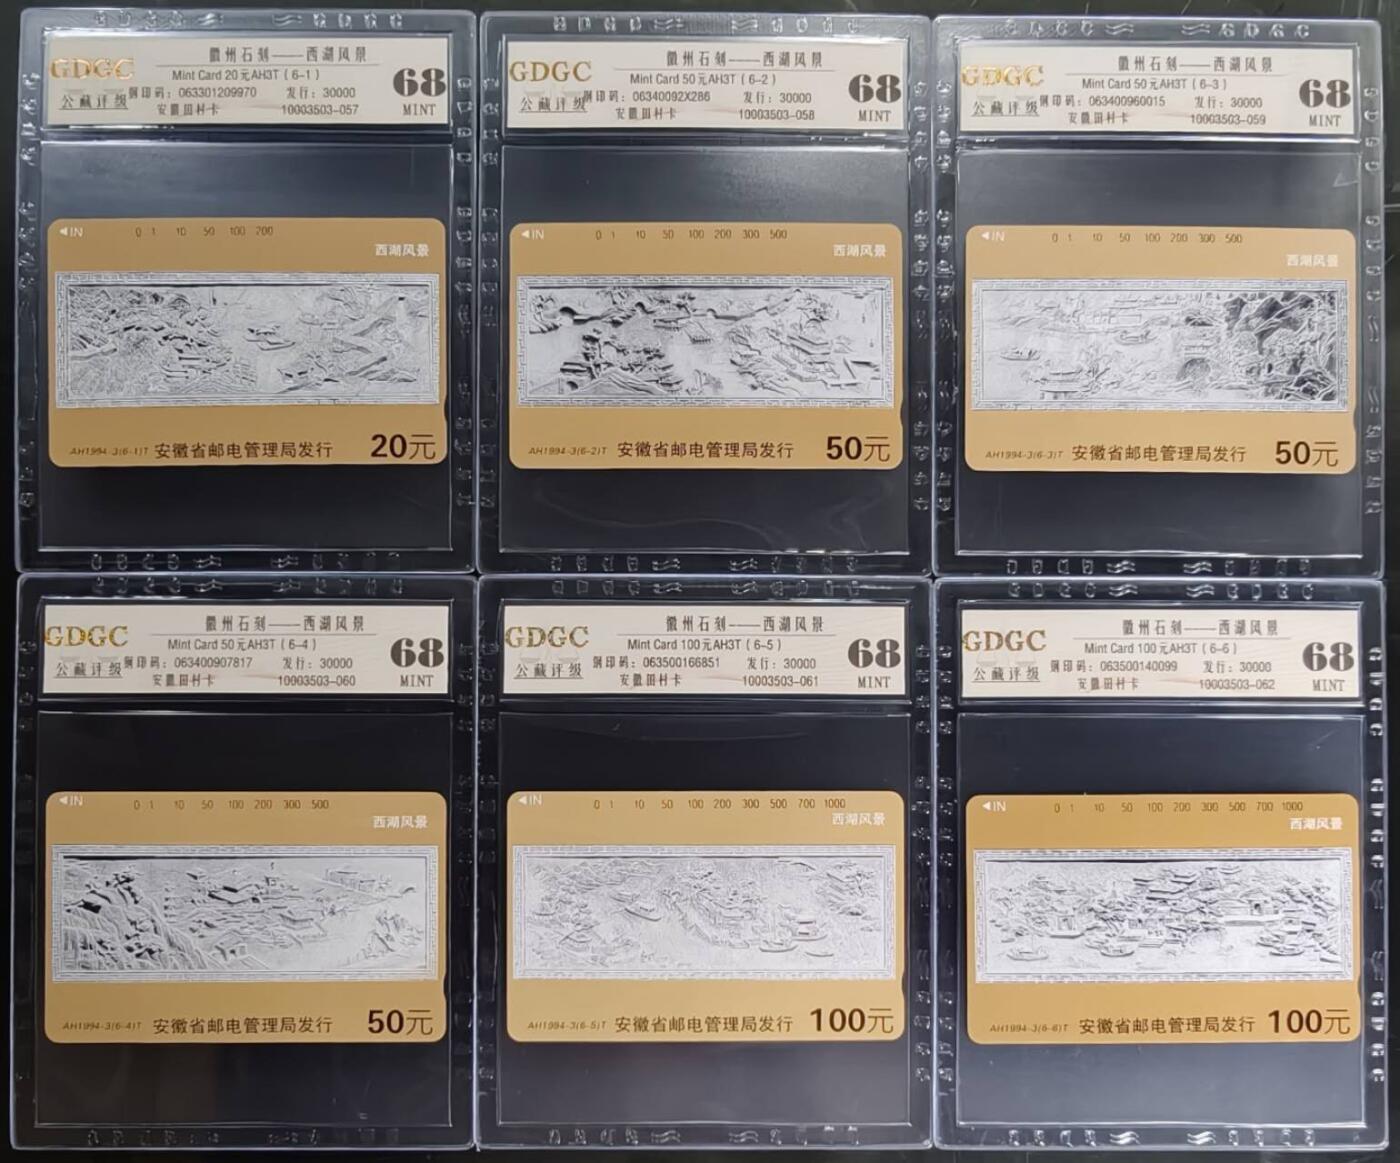 GDGC
公藏评级
徽州石刻——西湖风景
Mint Card 20元AH3T(6-1)
钢印码：063301209970 发行：30000
安徽田村卡 10003503-057
68
MINT
◀IN 0 1 10 50 100 200
西湖风景
AH1994-3(6-1)T 安徽省邮电管理局发行 20元
GDGC
公藏评级
徽州石刻——西湖风景
Mint Card 50元AH3T(6-2)
钢印码：06340092X286 发行：30000
安徽田村卡 10003503-058
68
MINT
◀IN 0 1 10 50 100 200 300 500
西湖风景
AH1994-3(6-2)T 安徽省邮电管理局发行 50元
GDGC
公藏评级
徽州石刻——西湖风景
Mint Card 50元AH3T(6-3)
钢印码：063400960015 发行：30000
安徽田村卡 10003503-059
68
MINT
◀IN 0 1 10 50 100 200 300 500
西湖风景
AH1994-3(6-3)T 安徽省邮电管理局发行 50元
GDGC
公藏评级
徽州石刻——西湖风景
Mint Card 50元AH3T(6-4)
钢印码：063400907817 发行：30000
安徽田村卡 10003503-060
68
MINT
◀IN 0 1 10 50 100 200 300 500
西湖风景
AH1994-3(6-4)T 安徽省邮电管理局发行 50元
GDGC
公藏评级
徽州石刻——西湖风景
Mint Card 100元AH3T(6-5)
钢印码：063500166851 发行：30000
安徽田村卡 10003503-061
68
MINT
◀IN 0 1 10 50 100 200 300 500 700 1000
西湖风景
AH1994-3(6-5)T 安徽省邮电管理局发行 100元
GDGC
公藏评级
徽州石刻——西湖风景
Mint Card 100元AH3T(6-6)
钢印码：063500140099 发行：30000
安徽田村卡 10003503-062
68
MINT
◀IN 0 1 10 50 100 200 300 500 700 1000
西湖风景
AH1994-3(6-6)T 安徽省邮电管理局发行 100元